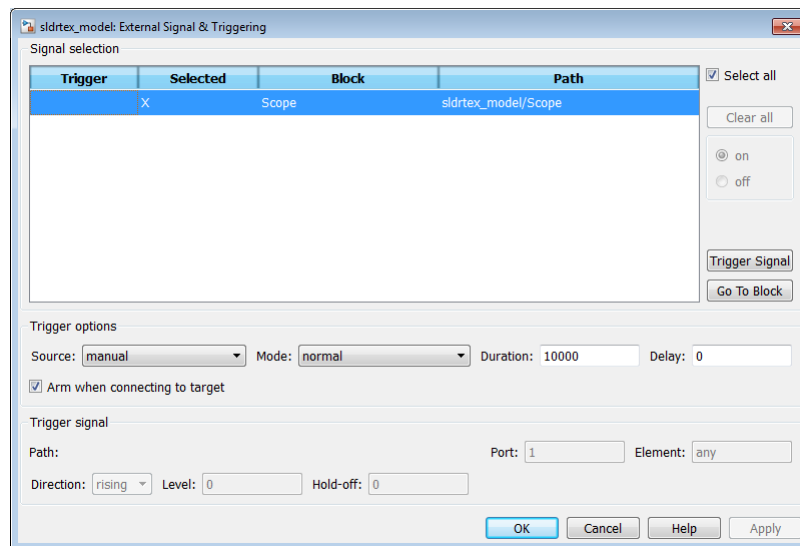 sldrtex_model: External Signal & Triggering
Signal selection
Trigger Selected Block Path
X Scope sldrtex_model/Scope
Select all
Clear all
on
off
Trigger Signal
Go To Block
Trigger options
Source: manual Mode: normal Duration: 10000 Delay: 0
Arm when connecting to target
Trigger signal
Path: Port: 1 Element: any
Direction: rising Level: 0 Hold-off: 0
OK Cancel Help Apply